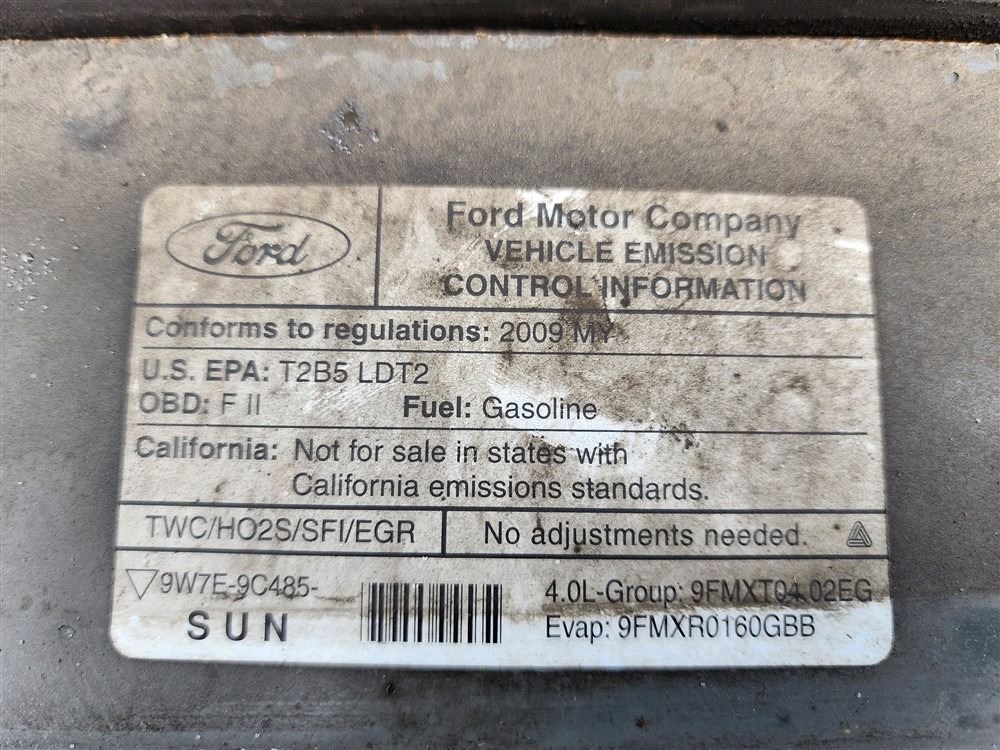 Ford
Ford Motor Company
VEHICLE EMISSION
CONTROL INFORMATION
Conforms to regulations: 2009 MY
U.S. EPA: T2B5 LDT2
OBD: F II Fuel: Gasoline
California: Not for sale in states with
California emissions standards.
TWC/HO2S/SFI/EGR No adjustments needed.
9W7E-9C485-
SUN
4.0L-Group: 9FMXT04.02EG
Evap: 9FMXR0160GBB